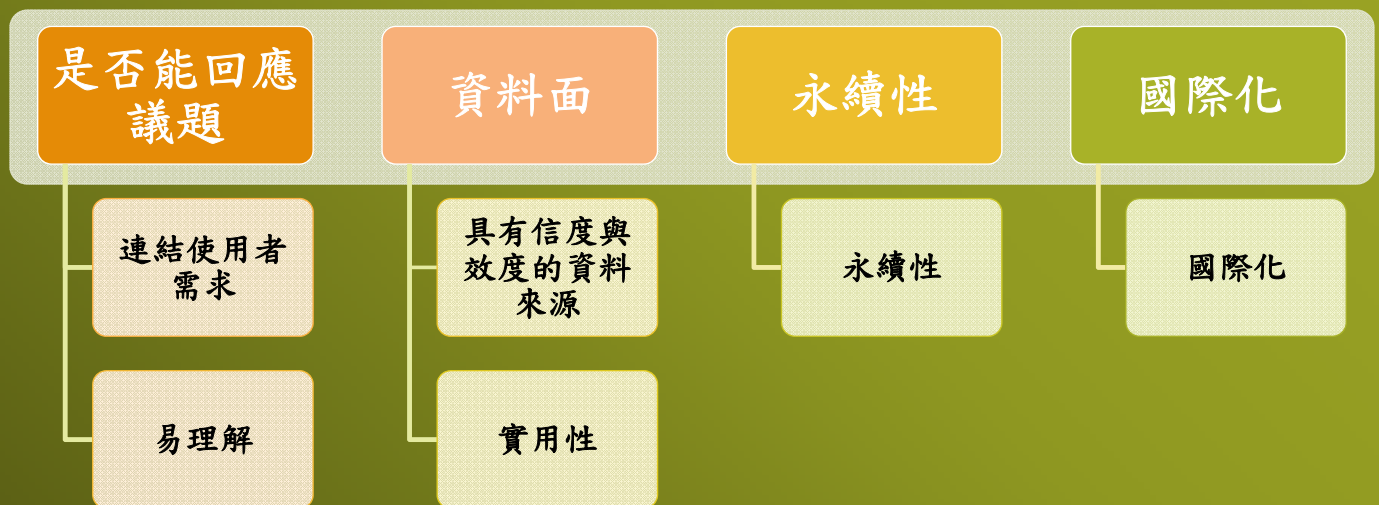 是否能回應
議題
資料面
永續性
國際化
連結使用者
需求
具有信度與
效度的資料
來源
永續性
國際化
易理解
實用性